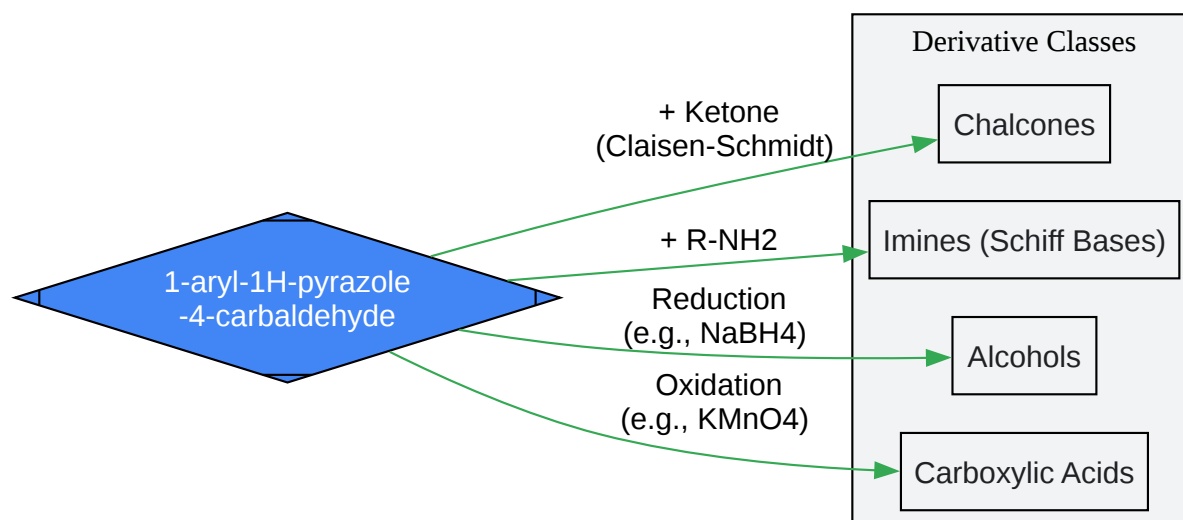 Derivative Classes
+ Ketone
(Claisen-Schmidt)
Chalcones
+ R-NH2
Imines (Schiff Bases)
1-aryl-1H-pyrazole
-4-carbaldehyde
Reduction
(e.g., NaBH4)
Alcohols
Oxidation
(e.g., KMnO4)
Carboxylic Acids